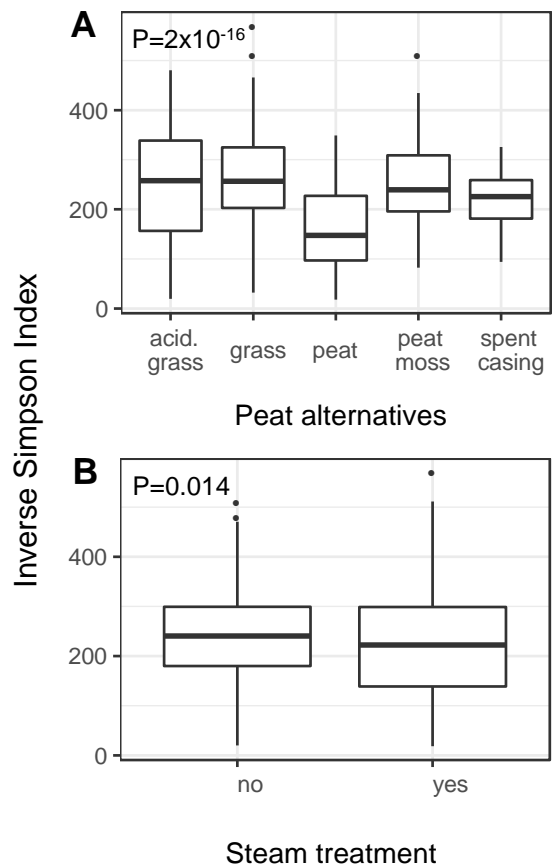 A
P=2x10-16
400
200
0
acid. grass
grass
peat
peat moss
spent casing
Peat alternatives
Inverse Simpson Index
B
P=0.014
400
200
0
no
yes
Steam treatment